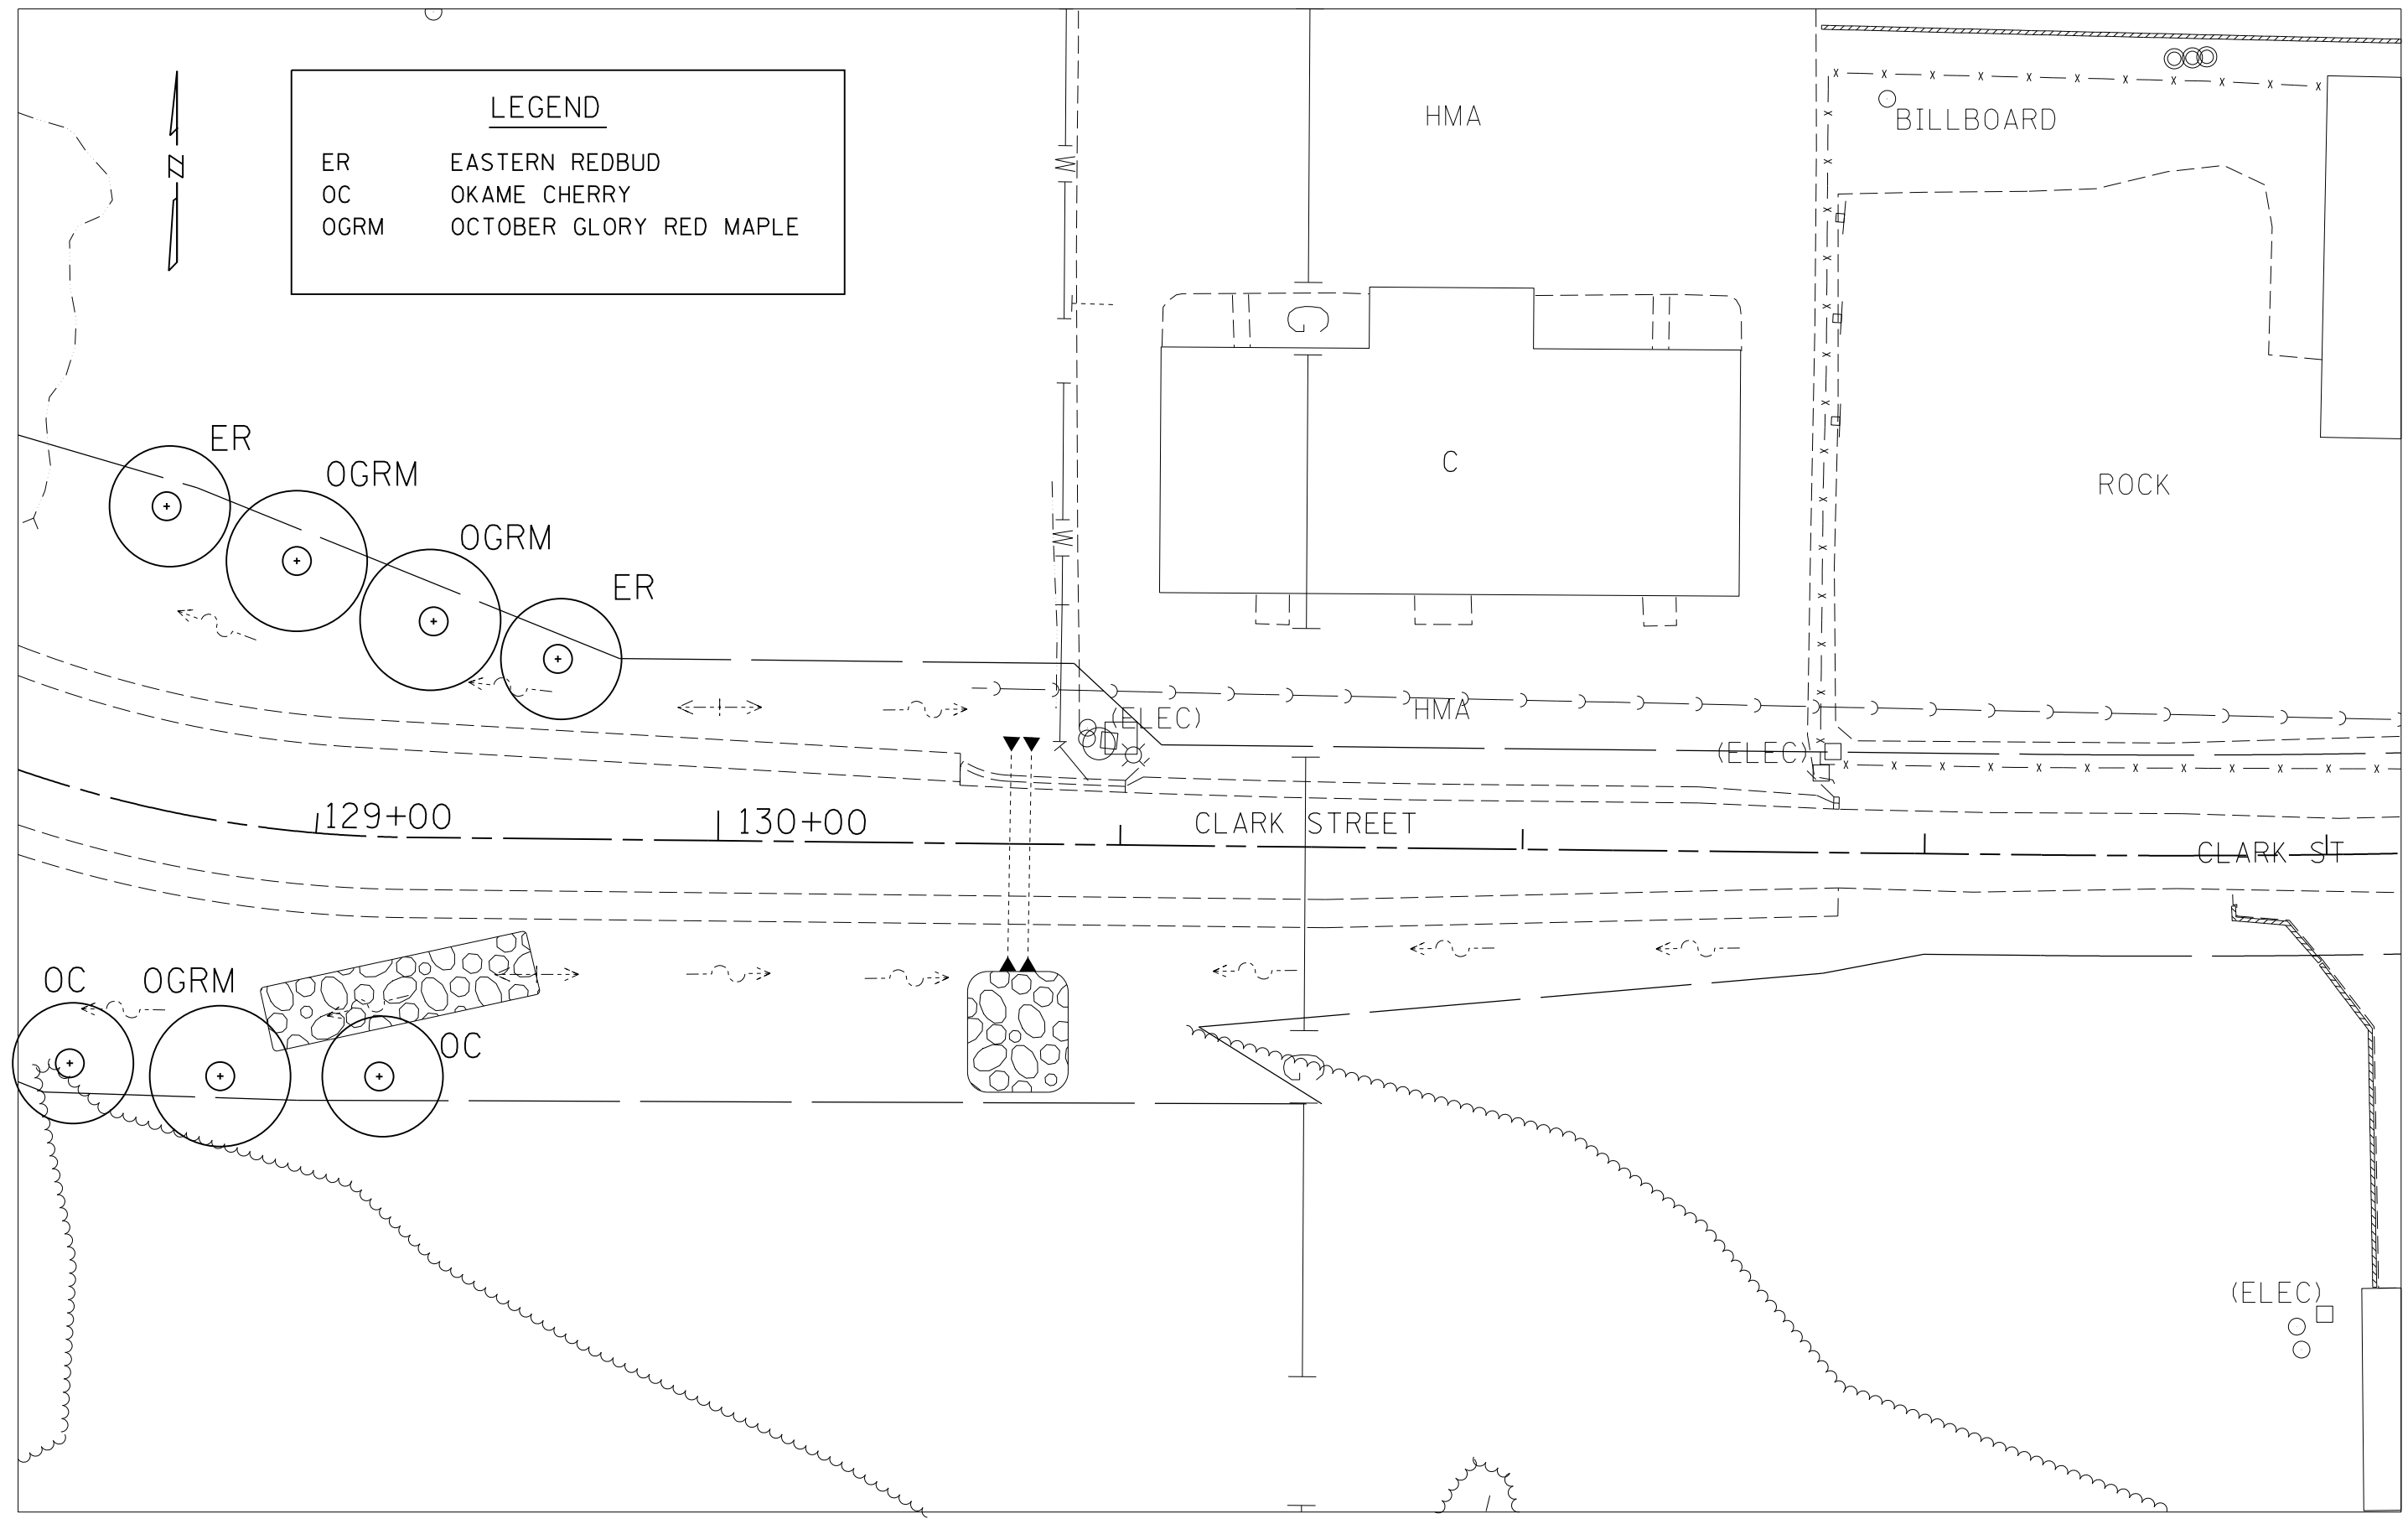 LEGEND
ER EASTERN REDBUD
OC OKAME CHERRY
OGRM OCTOBER GLORY RED MAPLE
N
W
HMA
BILLBOARD
G
ER
OGRM
C
ROCK
OGRM
W
ER
HMA
(ELEC)
(ELEC)
129+00
130+00
CLARK STREET
CLARK ST
OC
OGRM
OC
G
(ELEC)